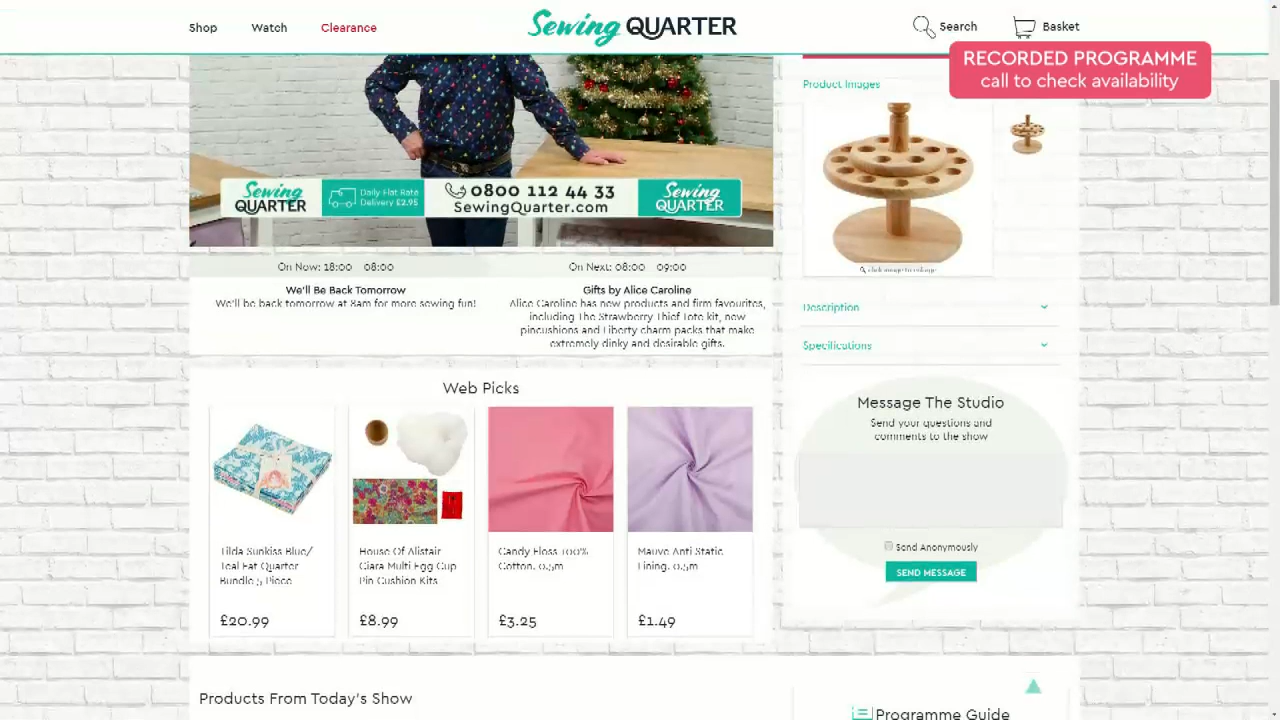 Shop
Watch
Clearance
Sewing QUARTER
Search
Basket
RECORDED PROGRAMME
call to check availability
Product Images
Sewing
QUARTER
Daily Flat Rate
Delivery £2.95
0800 112 44 33
SewingQuarter.com
Sewing
QUARTER
click image to enlarge
On Now: 18:00 08:00
We'll Be Back Tomorrow
We'll be back tomorrow at 8am for more sewing fun!
On Next: 08:00 09:00
Gifts by Alice Caroline
Alice Caroline has new products and firm favourites,
including The Strawberry Thief Tote kit, new
pincushions and Liberty charm packs that make
extremely dinky and desirable gifts.
Description
Specifications
Message The Studio
Send your questions and
comments to the show
Send Anonymously
SEND MESSAGE
Web Picks
Tilda Sunkiss Blue/
Teal Fat Quarter
Bundle 5 Piece
£20.99
House Of Alistair
Ciara Multi Egg Cup
Pin Cushion Kits
£8.99
Candy Floss 100%
Cotton. 0.5m
£3.25
Mauve Anti Static
Lining. 0.5m
£1.49
Products From Today's Show
Programme Guide